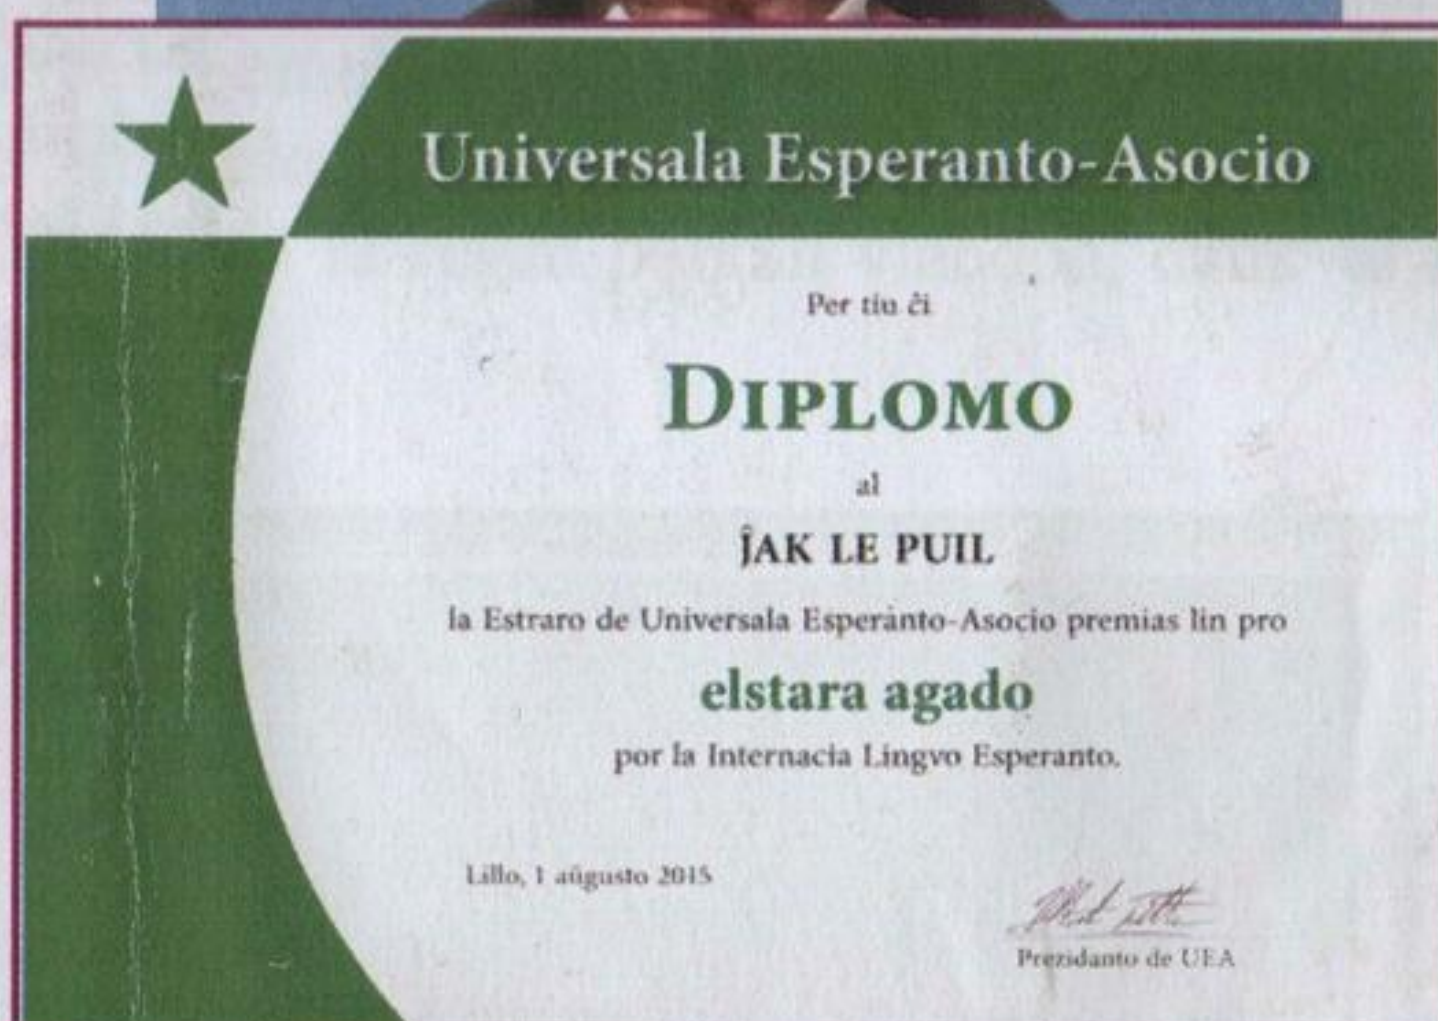 Universala Esperanto-Asocio
Per tiu ĉi
DIPLOMO
al
ĴAK LE PUIL
la Estraro de Universala Esperanto-Asocio premias lin pro
elstara agado
por la Internacia Lingvo Esperanto.
Lillo, 1 aŭgusto 2015
Prezidanto de UEA